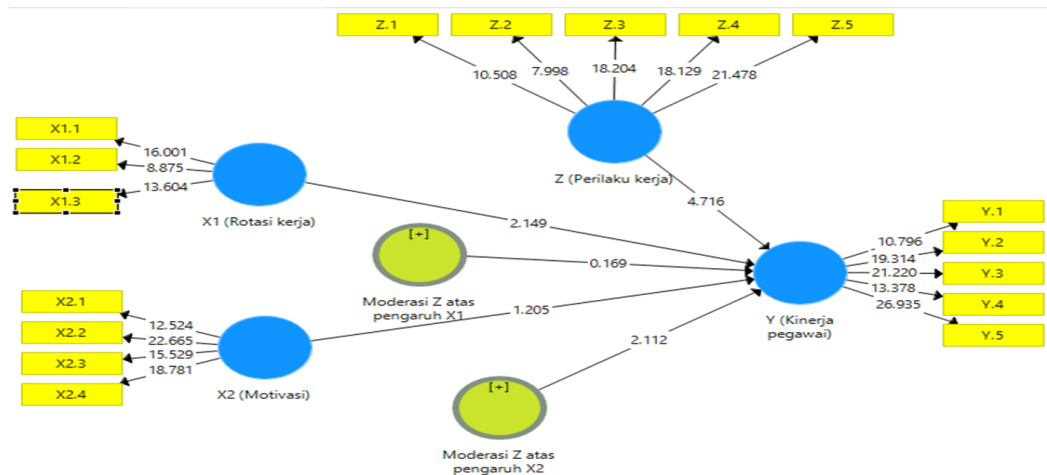 Z.1
Z.2
Z.3
Z.4
Z.5
10.508
7.998
18.204
18.129
21.478
Z (Perilaku kerja)
4.716
X1.1
X1.2
X1.3
16.001
8.875
13.604
X1 (Rotasi kerja)
2.149
[+]
Moderasi Z atas
pengaruh X1
0.169
X2.1
X2.2
X2.3
X2.4
12.524
22.665
15.529
18.781
X2 (Motivasi)
1.205
[+]
Moderasi Z atas
pengaruh X2
2.112
Y (Kinerja
pegawai)
10.796
19.314
21.220
13.378
26.935
Y.1
Y.2
Y.3
Y.4
Y.5